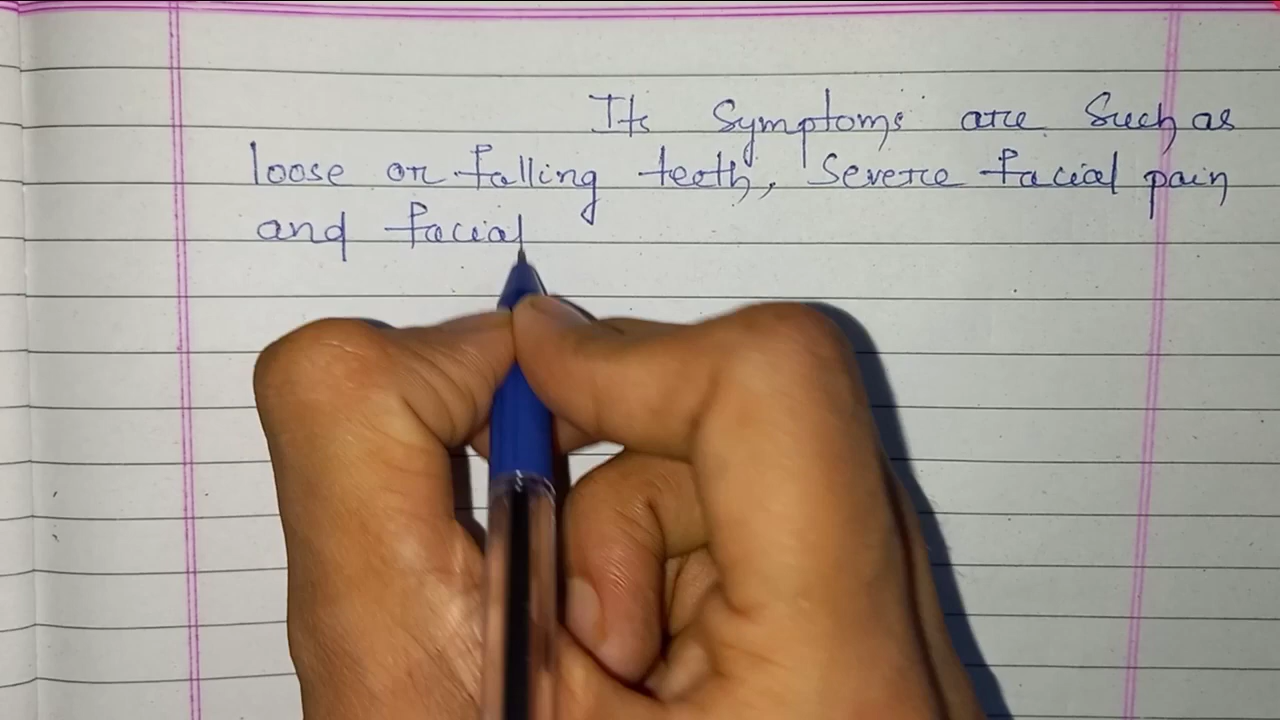 Its Symptoms are Such as
loose or falling teeth, Severe facial pain
and facial